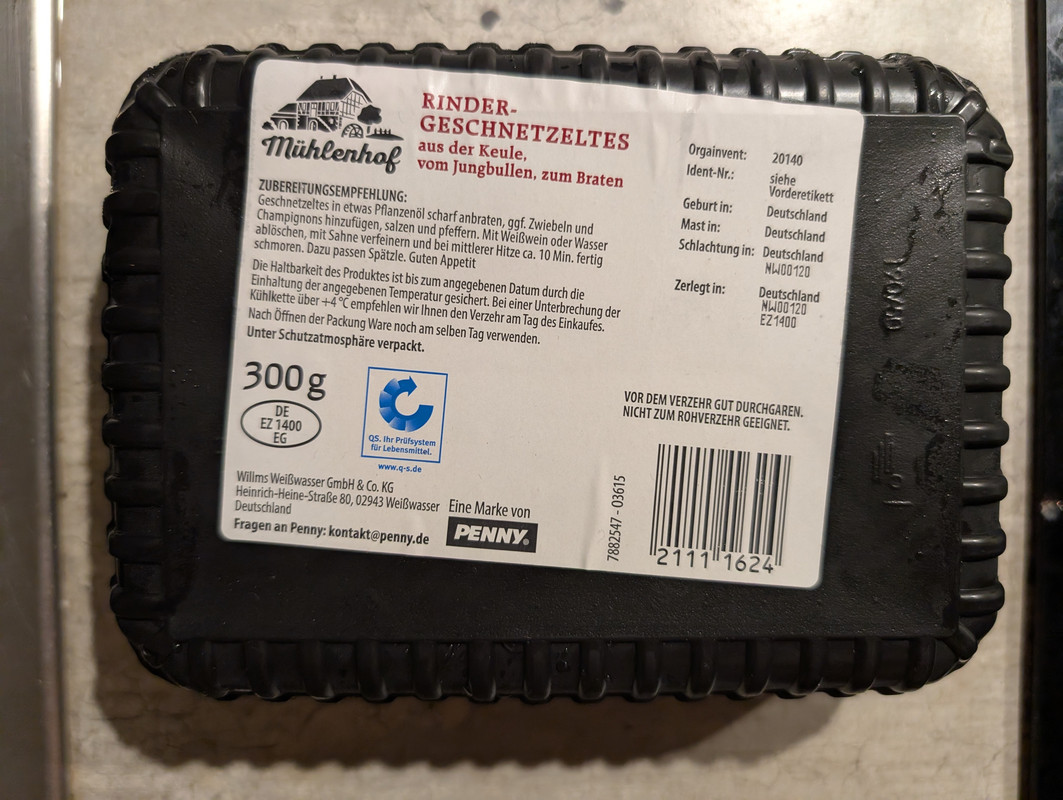 Mühlenhof
RINDER-
GESCHNETZELTES
aus der Keule,
vom Jungbullen, zum Braten
ZUBEREITUNGSEMPFEHLUNG:
Geschnetzeltes in etwas Pflanzenöl scharf anbraten, ggf. Zwiebeln und
Champignons hinzufügen, salzen und pfeffern. Mit Weißwein oder Wasser
ablöschen, mit Sahne verfeinern und bei mittlerer Hitze ca. 10 Min. fertig
schmoren. Dazu passen Spätzle. Guten Appetit
Die Haltbarkeit des Produktes ist bis zum angegebenen Datum durch die
Einhaltung der angegebenen Temperatur gesichert. Bei einer Unterbrechung der
Kühlkette über +4 °C empfehlen wir Ihnen den Verzehr am Tag des Einkaufes.
Nach Öffnen der Packung Ware noch am selben Tag verwenden.
Unter Schutzatmosphäre verpackt.
300g
DE
EZ 1400
EG
QS. Ihr Prüfsystem
für Lebensmittel.
www.q-s.de
Willms Weißwasser GmbH & Co. KG
Heinrich-Heine-Straße 80, 02943 Weißwasser
Deutschland
Fragen an Penny: kontakt@penny.de
Eine Marke von
PENNY.
Orgainvent: 20140
Ident-Nr.: siehe
Vorderetikett
Geburt in: Deutschland
Mast in: Deutschland
Schlachtung in: Deutschland
NW00120
Zerlegt in: Deutschland
NW00120
EZ1400
VOR DEM VERZEHR GUT DURCHGAREN.
NICHT ZUM ROHVERZEHR GEEIGNET.
7882547 - 03615
2111 1624